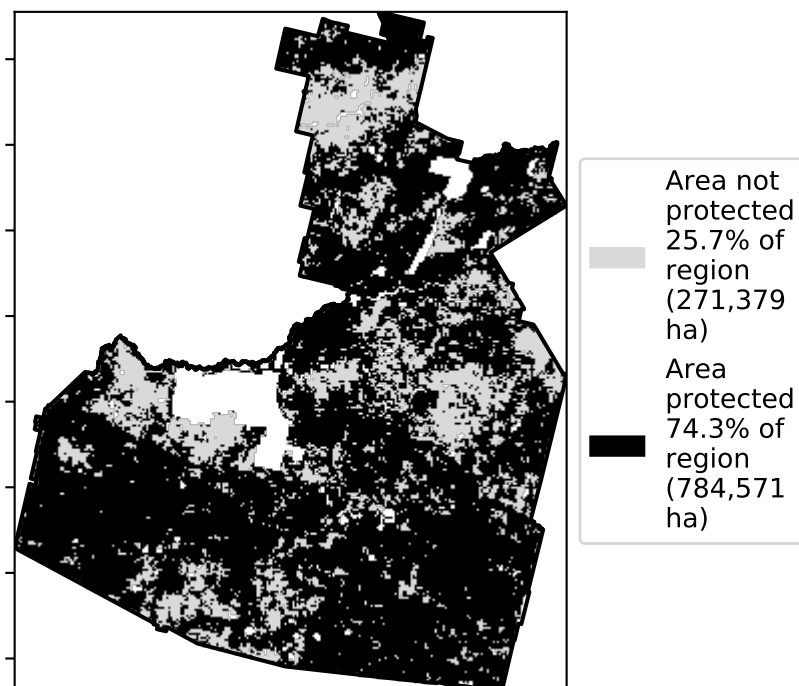 Area not
protected
25.7% of
region
(271,379
ha)
Area
protected
74.3% of
region
(784,571
ha)